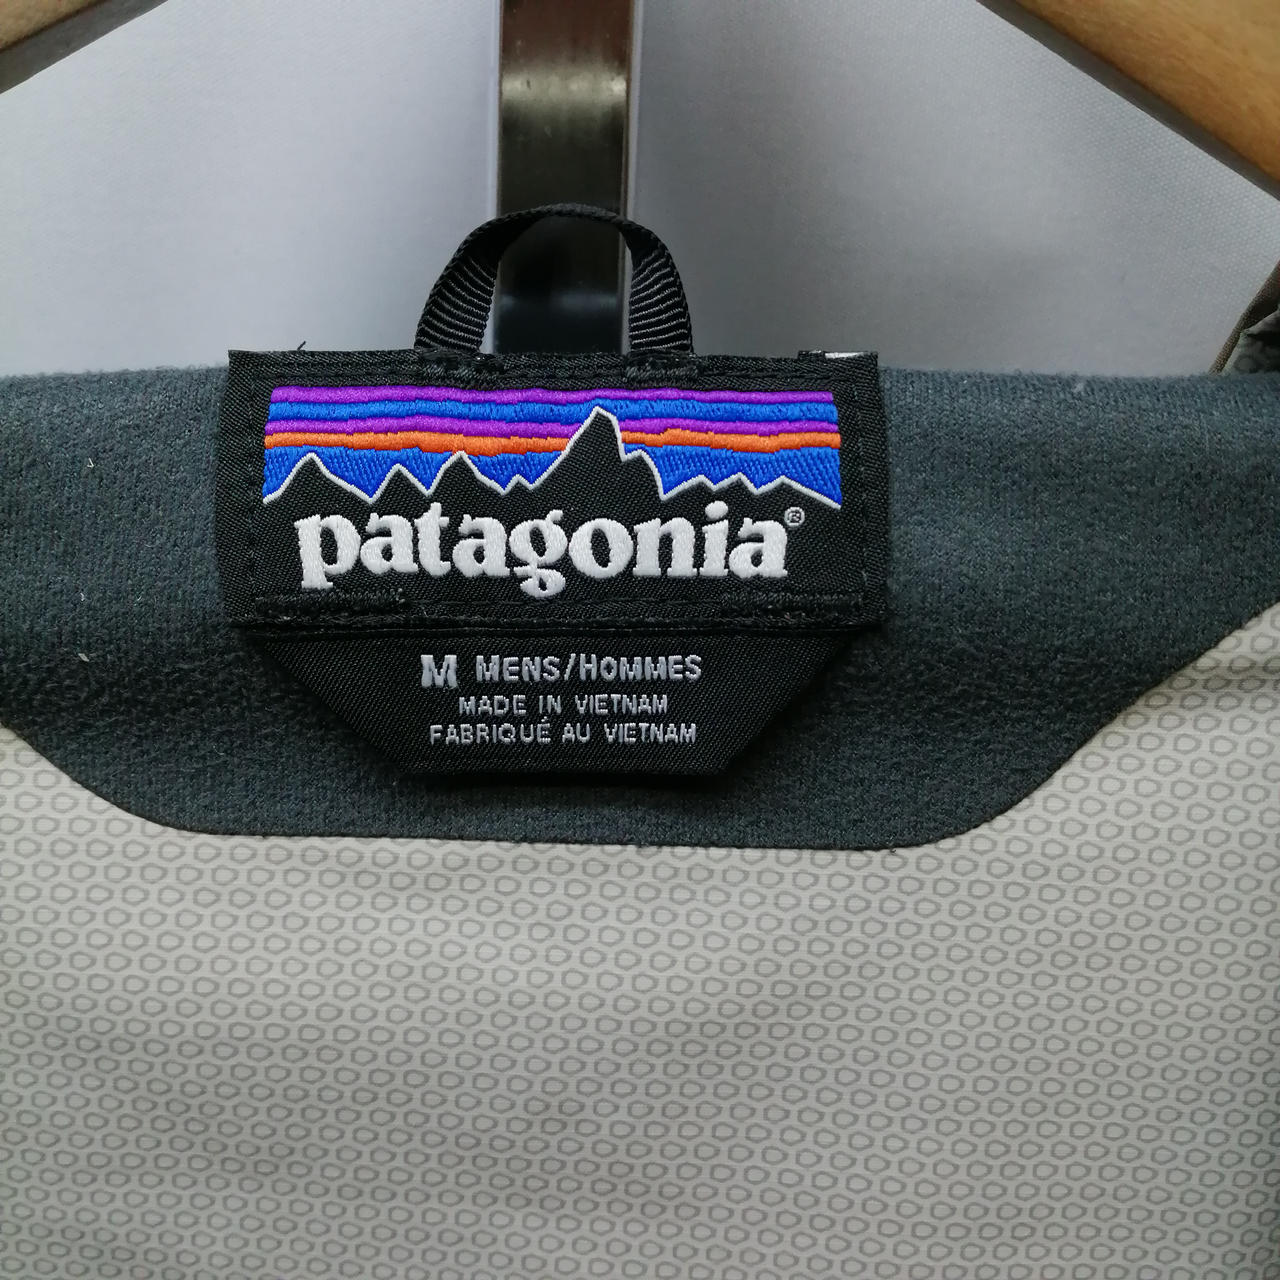 patagonia®
M MENS/HOMMES
MADE IN VIETNAM
FABRIQUÉ AU VIETNAM